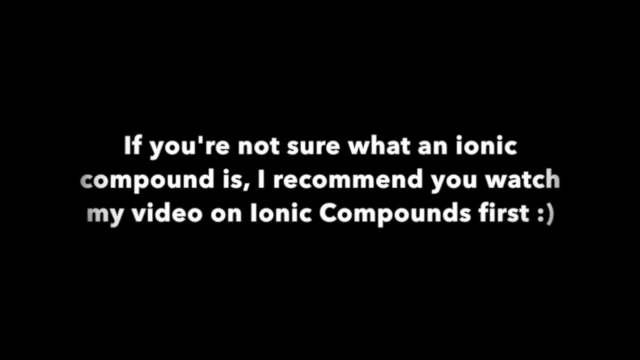 If you're not sure what an ionic
compound is, I recommend you watch
my video on Ionic Compounds first :)